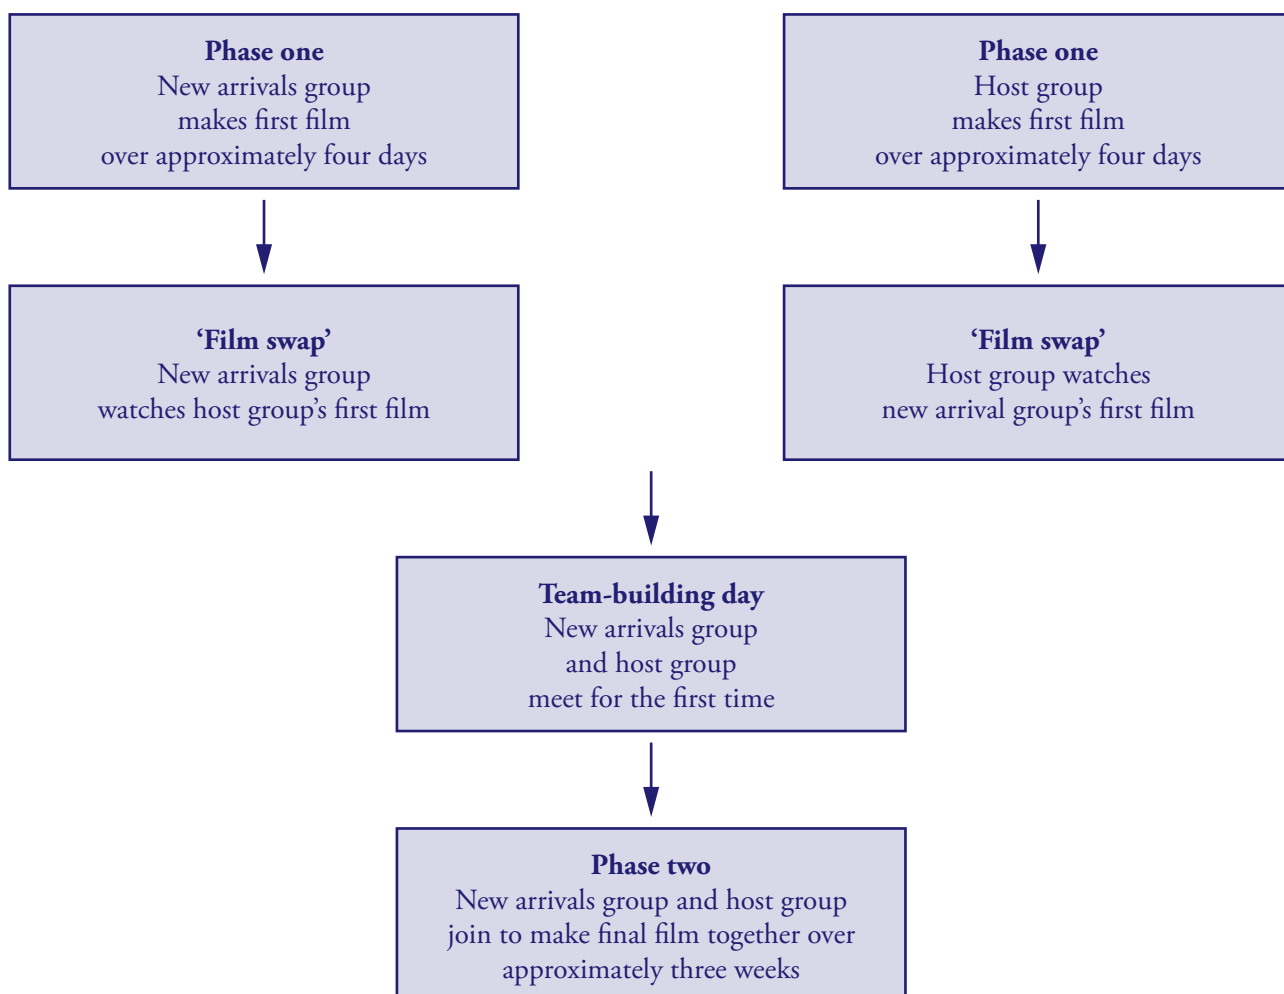 Phase one
New arrivals group
makes first film
over approximately four days
Phase one
Host group
makes first film
over approximately four days
‘Film swap’
New arrivals group
watches host group’s first film
‘Film swap’
Host group watches
new arrival group’s first film
Team-building day
New arrivals group
and host group
meet for the first time
Phase two
New arrivals group and host group
join to make final film together over
approximately three weeks